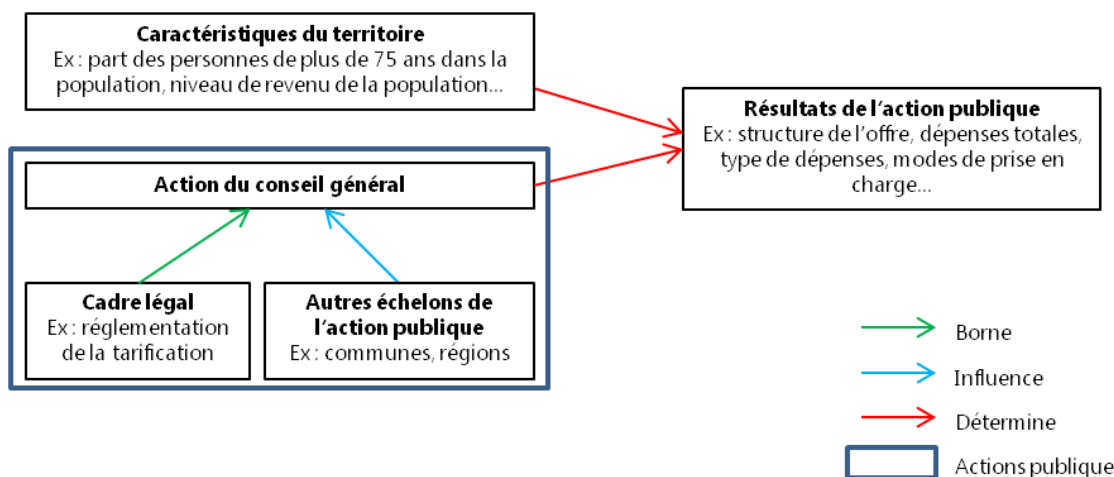 Caractéristiques du territoire
Ex : part des personnes de plus de 75 ans dans la
population, niveau de revenu de la population...
Résultats de l’action publique
Ex : structure de l’offre, dépenses totales,
type de dépenses, modes de prise en
charge...
Action du conseil général
Cadre légal
Ex : réglementation
de la tarification
Autres échelons de
l’action publique
Ex : communes, régions
Borne
Influence
Détermine
Actions publique